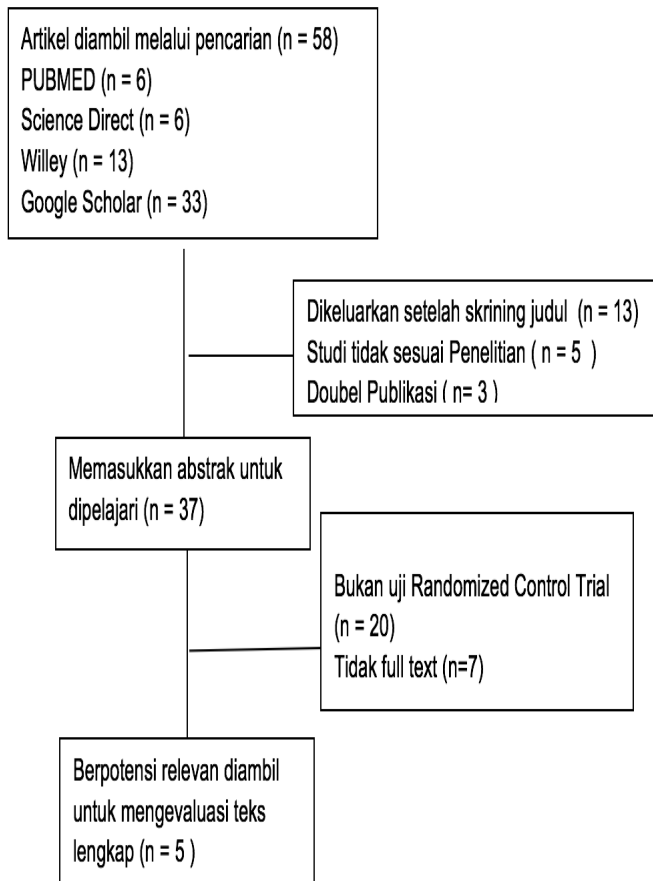 Artikel diambil melalui pencarian (n = 58)
PUBMED (n = 6)
Science Direct (n = 6)
Willey (n = 13)
Google Scholar (n = 33)
Dikeluarkan setelah skrining judul (n = 13)
Studi tidak sesuai Penelitian ( n = 5 )
Doubel Publikasi ( n= 3 )
Memasukkan abstrak untuk
dipelajari (n = 37)
Bukan uji Randomized Control Trial
(n = 20)
Tidak full text (n=7)
Berpotensi relevan diambil
untuk mengevaluasi teks
lengkap (n = 5 )